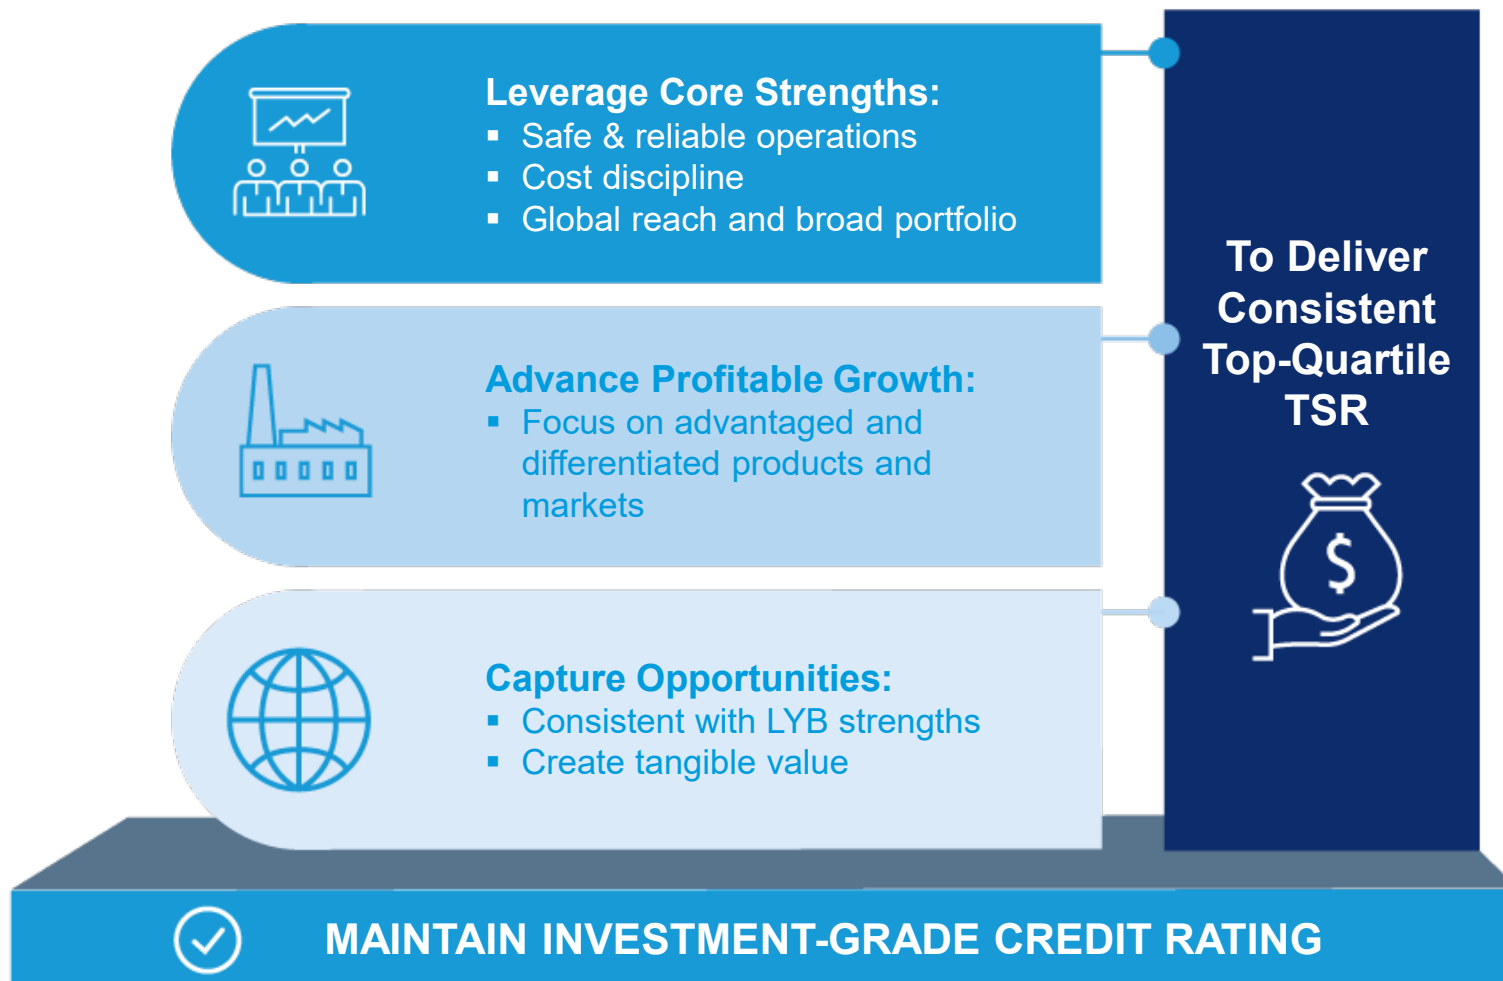 Leverage Core Strengths:
▪ Safe & reliable operations
▪ Cost discipline
▪ Global reach and broad portfolio
Advance Profitable Growth:
▪ Focus on advantaged and
differentiated products and
markets
Capture Opportunities:
▪ Consistent with LYB strengths
▪ Create tangible value
To Deliver
Consistent
Top-Quartile
TSR
$
MAINTAIN INVESTMENT-GRADE CREDIT RATING